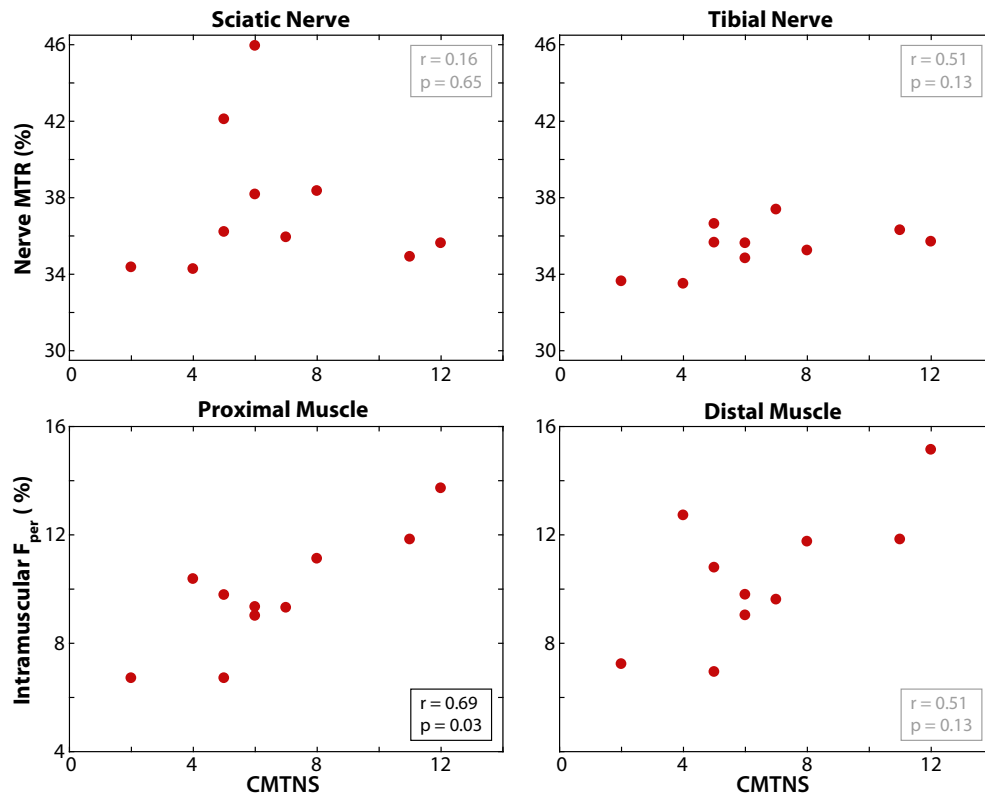 Sciatic Nerve
Tibial Nerve
46
42
38
34
30
Nerve MTR (%)
r = 0.16
p = 0.65
0
4
8
12
46
42
38
34
30
r = 0.51
p = 0.13
0
4
8
12
Proximal Muscle
Distal Muscle
16
12
8
4
Intramuscular F_per ( %)
r = 0.69
p = 0.03
0
4
8
12
CMTNS
16
12
8
4
r = 0.51
p = 0.13
0
4
8
12
CMTNS